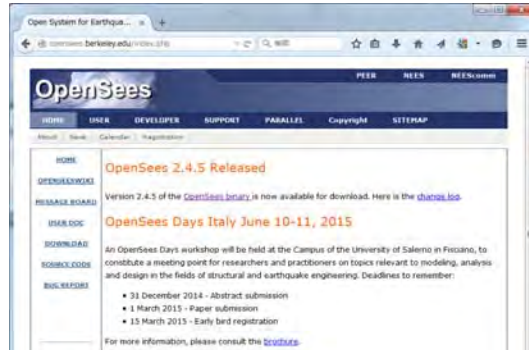 Open System for Earthqua...
opensees.berkeley.edu/index.php
PEER NEES NEEScomm
OpenSees
HOME USER DEVELOPER SUPPORT PARALLEL Copyright SITEMAP
About News Calendar Registration
HOME
OPENSEESWIKI
MESSAGE BOARD
USER DOC
DOWNLOAD
SOURCE CODE
BUG REPORT
OpenSees 2.4.5 Released
Version 2.4.5 of the OpenSees binary is now available for download. Here is the change log.
OpenSees Days Italy June 10-11, 2015
An OpenSees Days workshop will be held at the Campus of the University of Salerno in Fisciano, to
constitute a meeting point for researchers and practitioners on topics relevant to modeling, analysis
and design in the fields of structural and earthquake engineering. Deadlines to remember:
• 31 December 2014 - Abstract submission
• 1 March 2015 - Paper submission
• 15 March 2015 - Early bird registration
For more information, please consult the brochure.